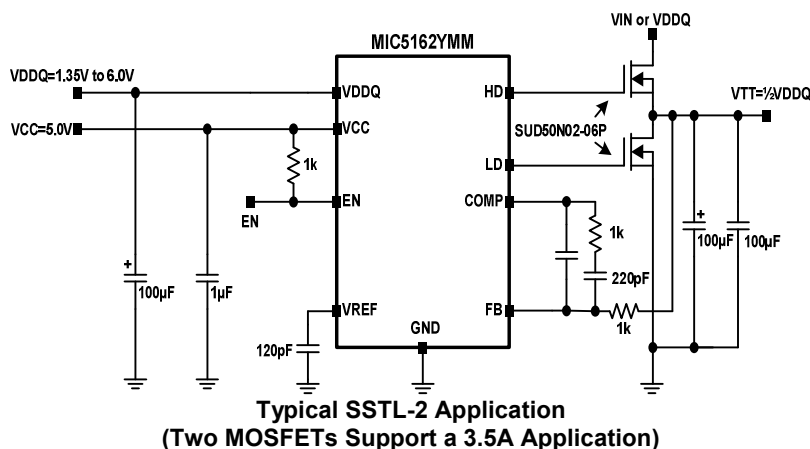 MIC5162YMM
VIN or VDDQ
VDDQ=1.35V to 6.0V
VDDQ
HD
VTT=½VDDQ
VCC=5.0V
VCC
SUD50N02-06P
1k
LD
EN
EN
COMP
1k
+
100µF
1µF
220pF
+
100µF
100µF
VREF
FB
1k
GND
120pF
Typical SSTL-2 Application
(Two MOSFETs Support a 3.5A Application)